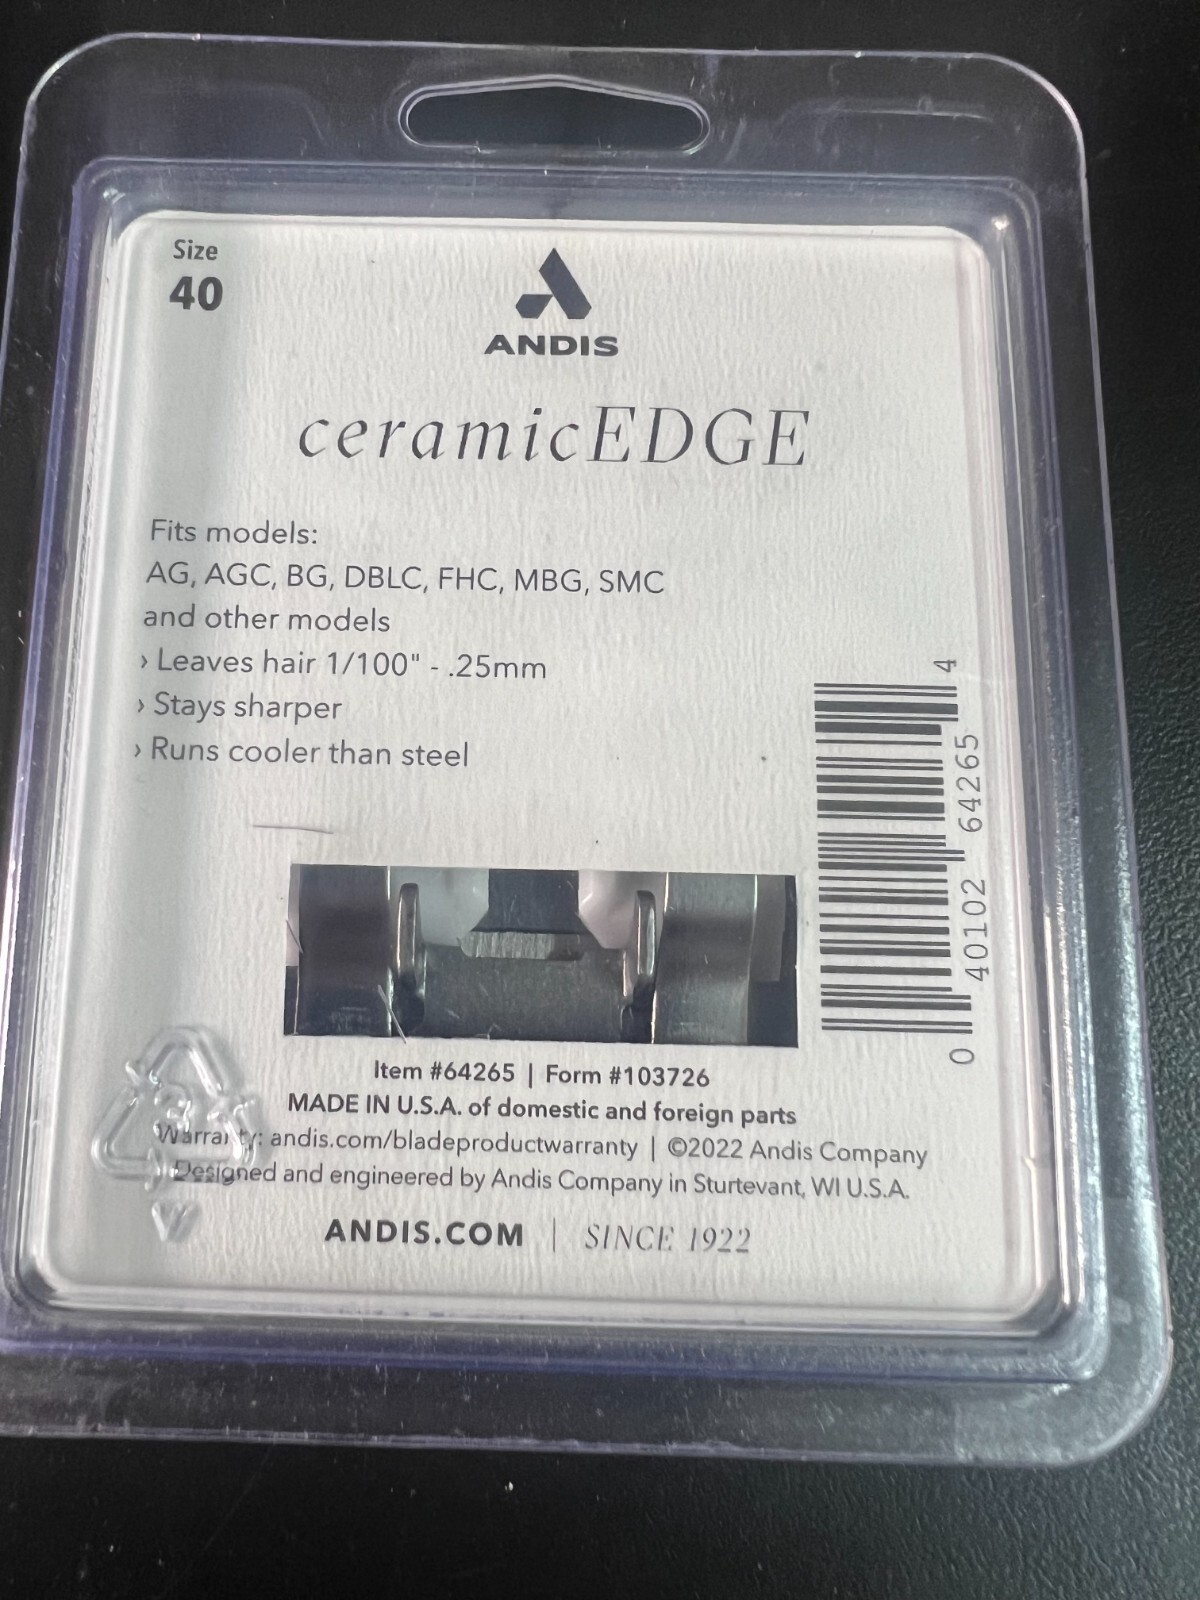 Size
40
ANDIS
ceramicEDGE
Fits models:
AG, AGC, BG, DBLC, FHC, MBG, SMC
and other models
› Leaves hair 1/100" - .25mm
› Stays sharper
› Runs cooler than steel
0 40102 64265 4
Item #64265 | Form #103726
MADE IN U.S.A. of domestic and foreign parts
Warranty: andis.com/bladeproductwarranty | ©2022 Andis Company
Designed and engineered by Andis Company in Sturtevant, WI U.S.A.
ANDIS.COM | SINCE 1922